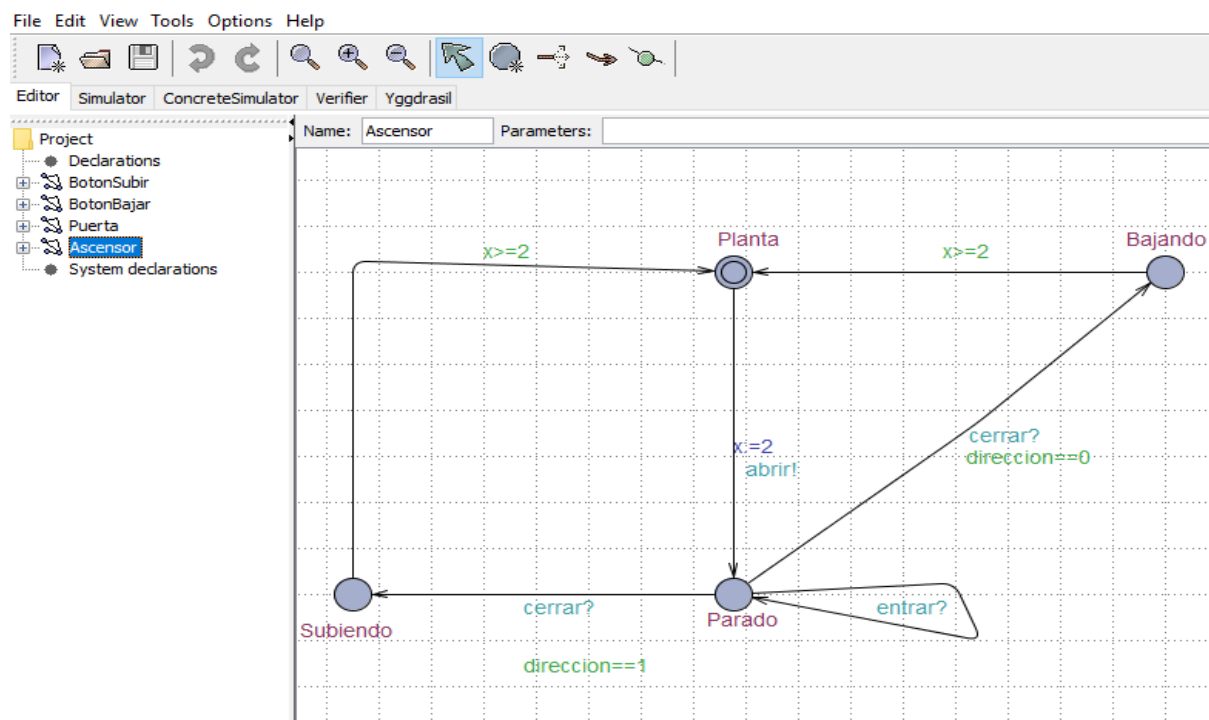 File Edit View Tools Options Help
Editor Simulator ConcreteSimulator Verifier Yggdrasil
Project
Declarations
BotonSubir
BotonBajar
Puerta
Ascensor
System declarations
Name: Ascensor Parameters:
Planta
Bajando
x>=2
x>=2
x:=2
abrir!
cerrar?
direccion==0
cerrar?
entrar?
Subiendo
Parado
direccion==1